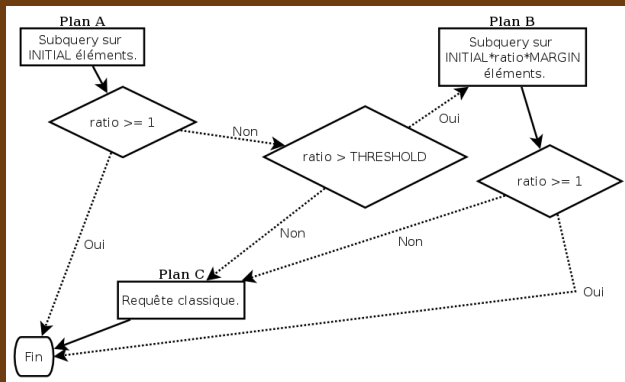 Plan A
Subquery sur
INITIAL éléments.
Plan B
Subquery sur
INITIAL*ratio*MARGIN
éléments.
ratio >= 1
Non
Oui
ratio > THRESHOLD
ratio >= 1
Non
Non
Oui
Plan C
Requête classique.
Oui
Fin